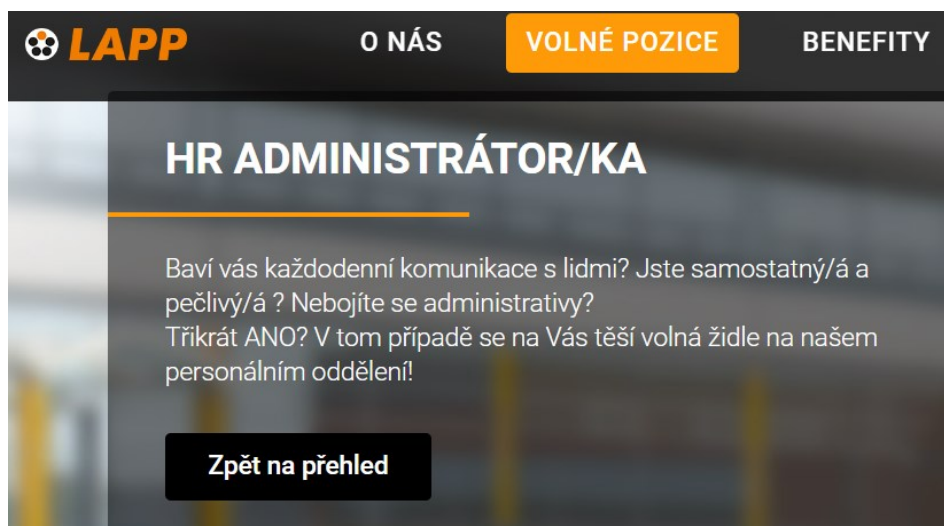 LAPP O NÁS VOLNÉ POZICE BENEFITY
HR ADMINISTRÁTOR/KA
Baví vás každodenní komunikace s lidmi? Jste samostatný/á a
pečlivý/á ? Nebojíte se administrativy?
Třikrát ANO? V tom případě se na Vás těší volná židle na našem
personálním oddělení!
Zpět na přehled